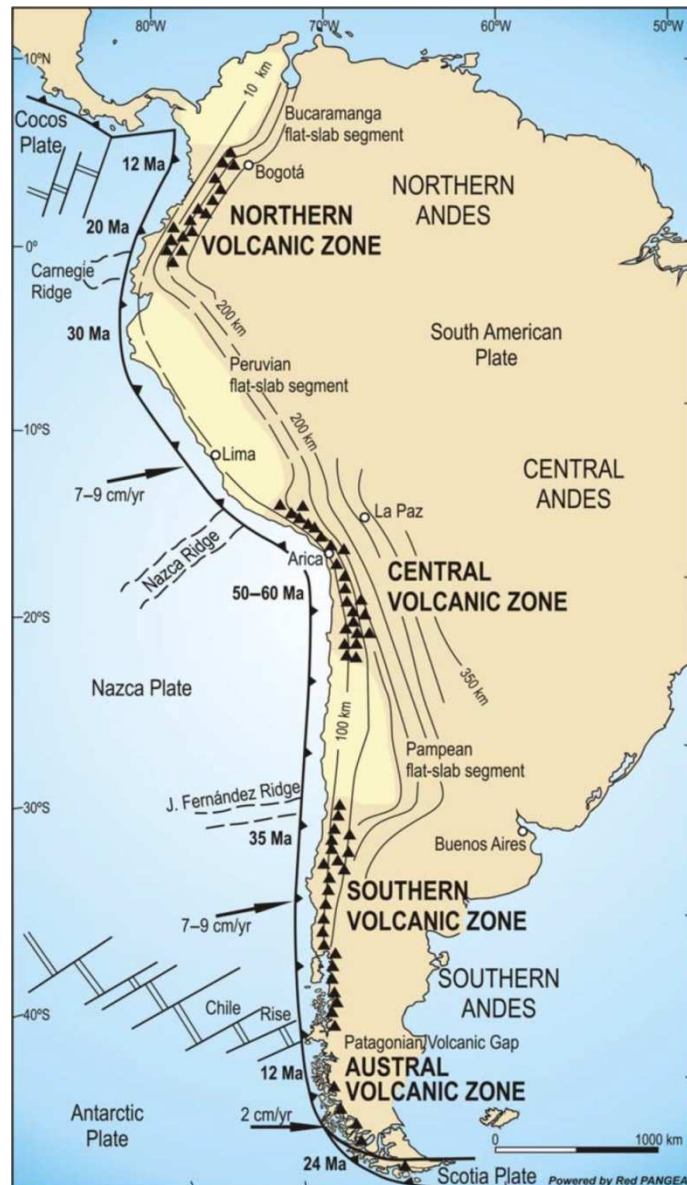 80°W
70°W
60°W
50°W
10°N
10 km
Bucaramanga
flat-slab segment
Cocos
Plate
12 Ma
Bogotá
NORTHERN
ANDES
20 Ma
NORTHERN
VOLCANIC ZONE
0°
Carnegie
Ridge
30 Ma
200 km
South American
Plate
Peruvian
flat-slab segment
200 km
10°S
Lima
CENTRAL
ANDES
7–9 cm/yr
La Paz
Nazca Ridge
Arica
CENTRAL
VOLCANIC ZONE
50–60 Ma
20°S
Nazca Plate
350 km
100 km
Pampean
flat-slab segment
J. Fernández Ridge
30°S
35 Ma
Buenos Aires
SOUTHERN
VOLCANIC ZONE
7–9 cm/yr
SOUTHERN
ANDES
Chile Rise
40°S
Patagonian Volcanic Gap
12 Ma
AUSTRAL
VOLCANIC ZONE
Antarctic
Plate
2 cm/yr
0
1000 km
24 Ma
Scotia Plate
Powered by Red PANGEA